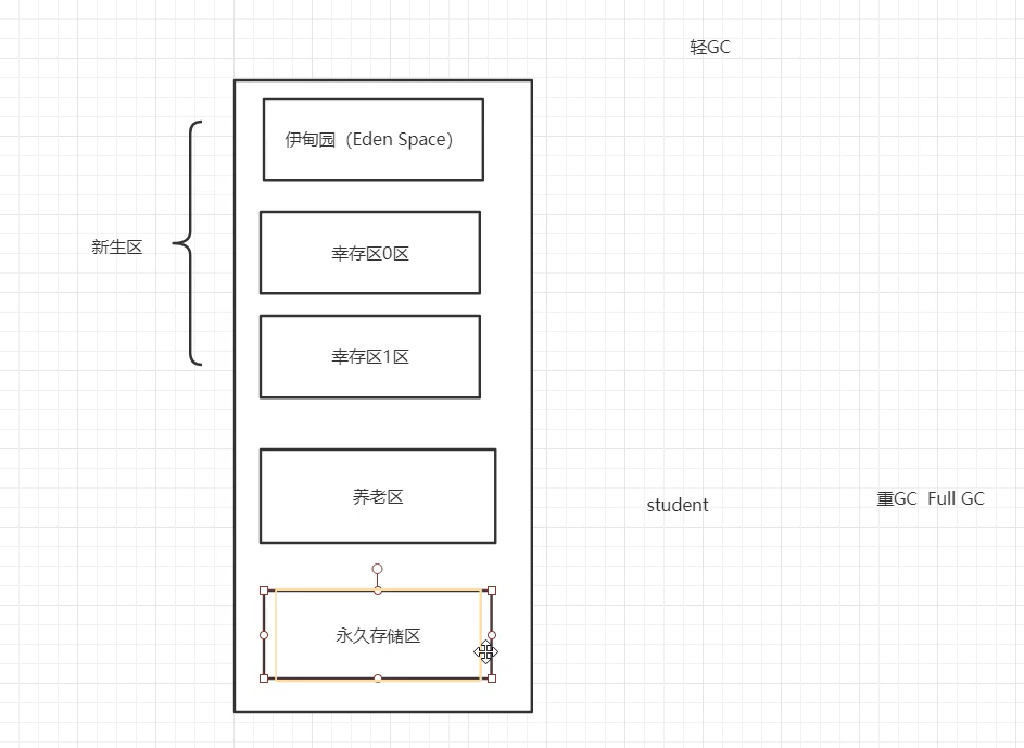 轻GC
伊甸园（Eden Space）
新生区
幸存区0区
幸存区1区
养老区
student
重GC  Full GC
永久存储区